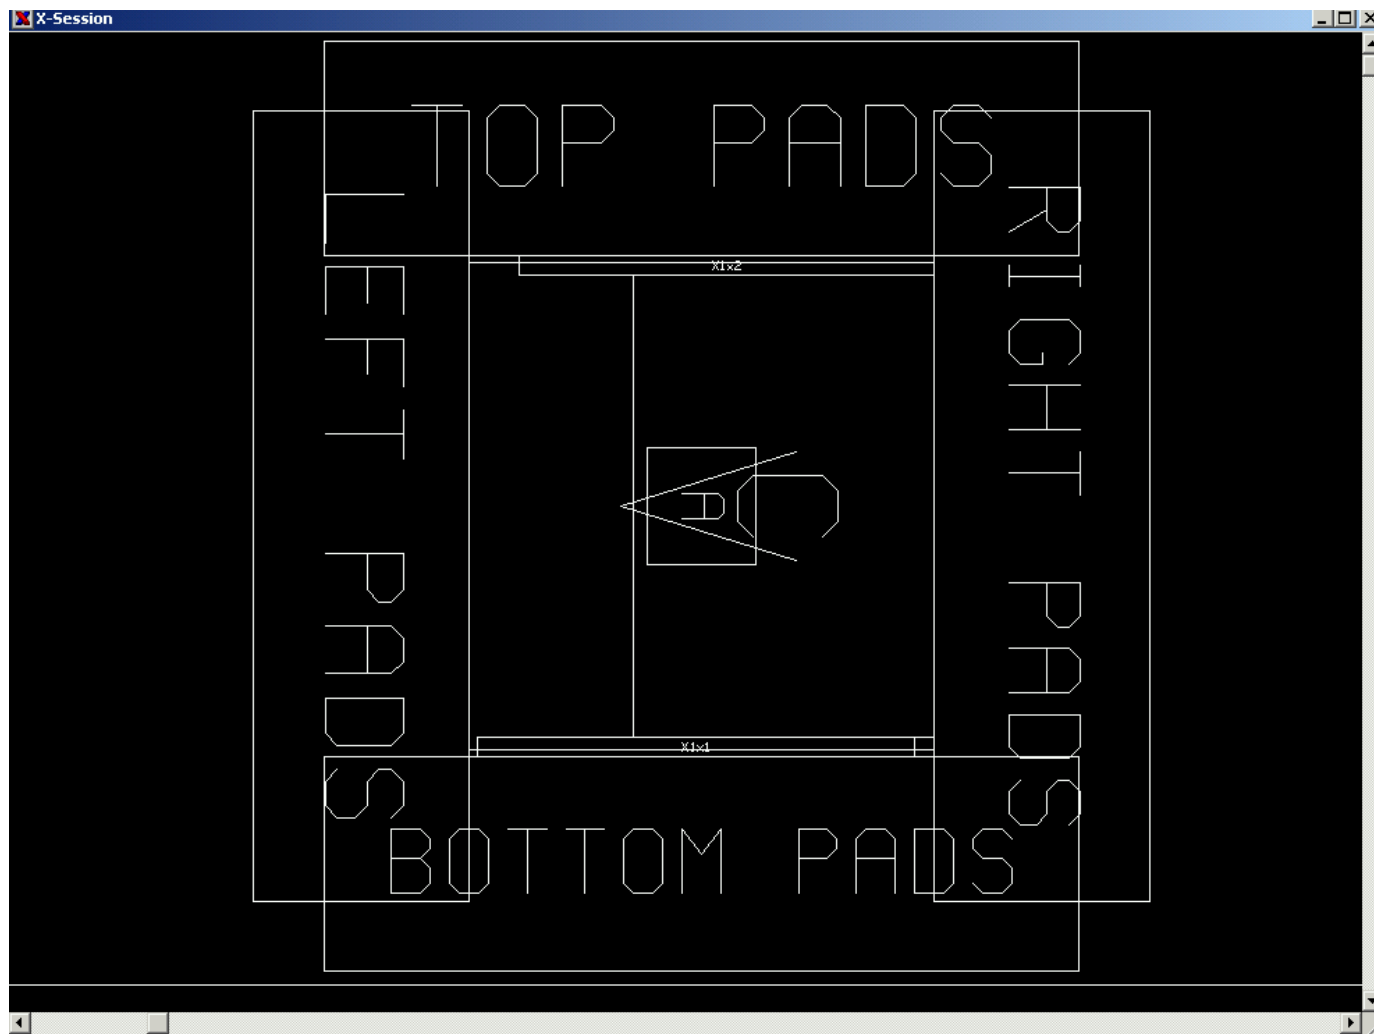 X-Session
TOP PADS
LEFT PADS
RIGHT PADS
X1x2
A
C
X1x1
BOTTOM PADS